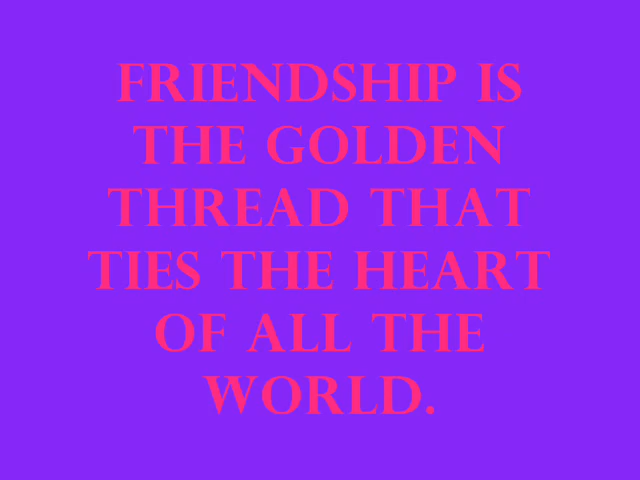 FRIENDSHIP IS
THE GOLDEN
THREAD THAT
TIES THE HEART
OF ALL THE
WORLD.